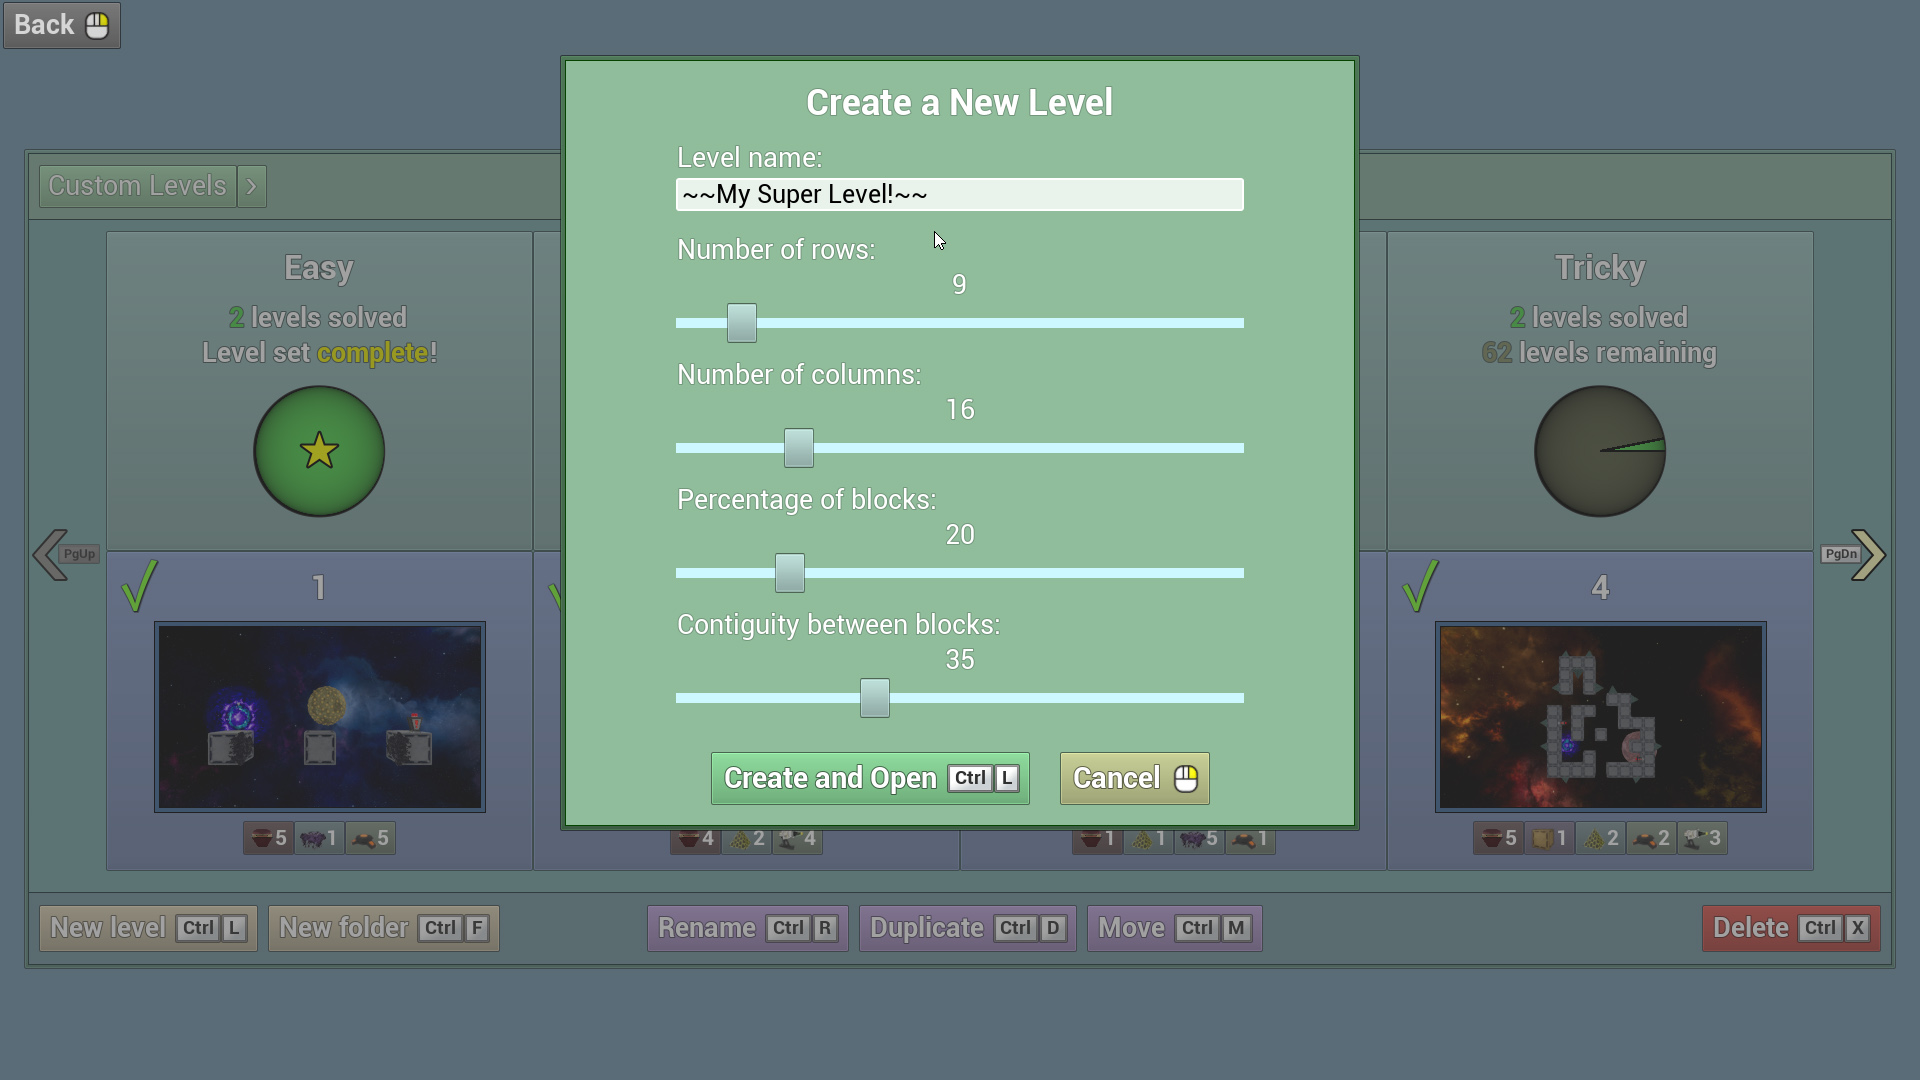 Back
Create a New Level
Level name:
~~My Super Level!~~
Number of rows:
9
Number of columns:
16
Percentage of blocks:
20
Contiguity between blocks:
35
Create and Open Ctrl L
Cancel
Custom Levels >
Easy
2 levels solved
Level set complete!
Tricky
2 levels solved
62 levels remaining
PgUp
PgDn
1
4
5 1 5
4 2 4
1 1 5 1
5 1 2 2 3
New level Ctrl L
New folder Ctrl F
Rename Ctrl R
Duplicate Ctrl D
Move Ctrl M
Delete Ctrl X